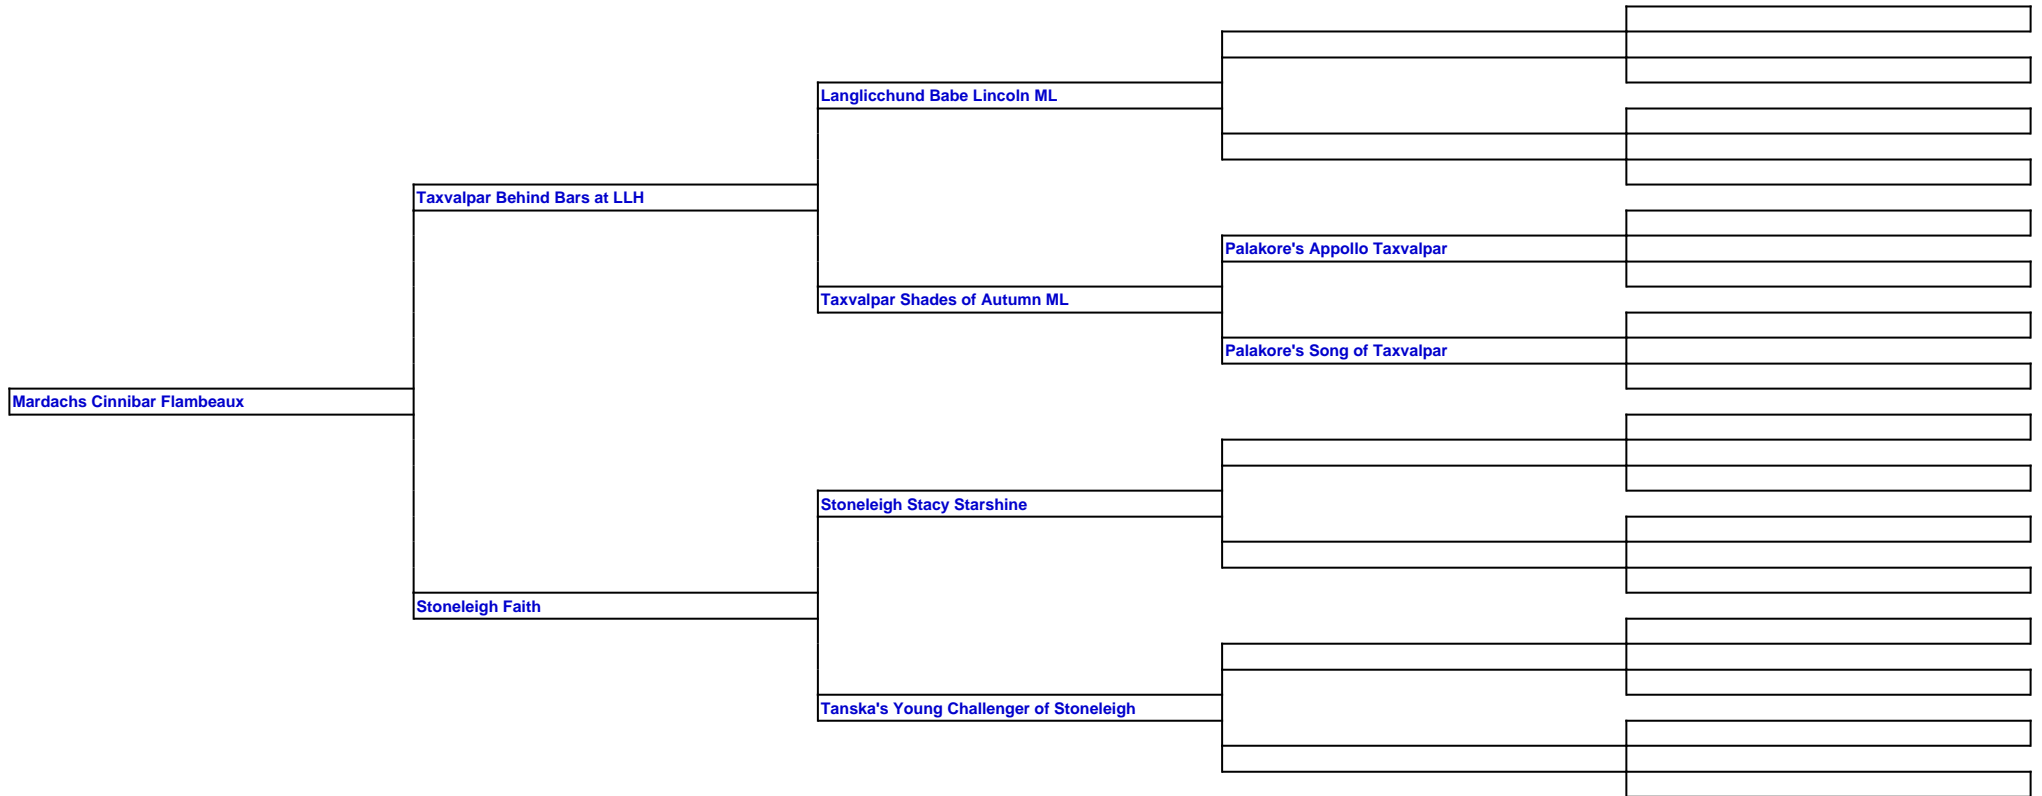 Langlicchund Babe Lincoln ML
Taxvalpar Behind Bars at LLH
Palakore's Appollo Taxvalpar
Taxvalpar Shades of Autumn ML
Palakore's Song of Taxvalpar
Mardachs Cinnibar Flambeaux
Stoneleigh Stacy Starshine
Stoneleigh Faith
Tanska's Young Challenger of Stoneleigh